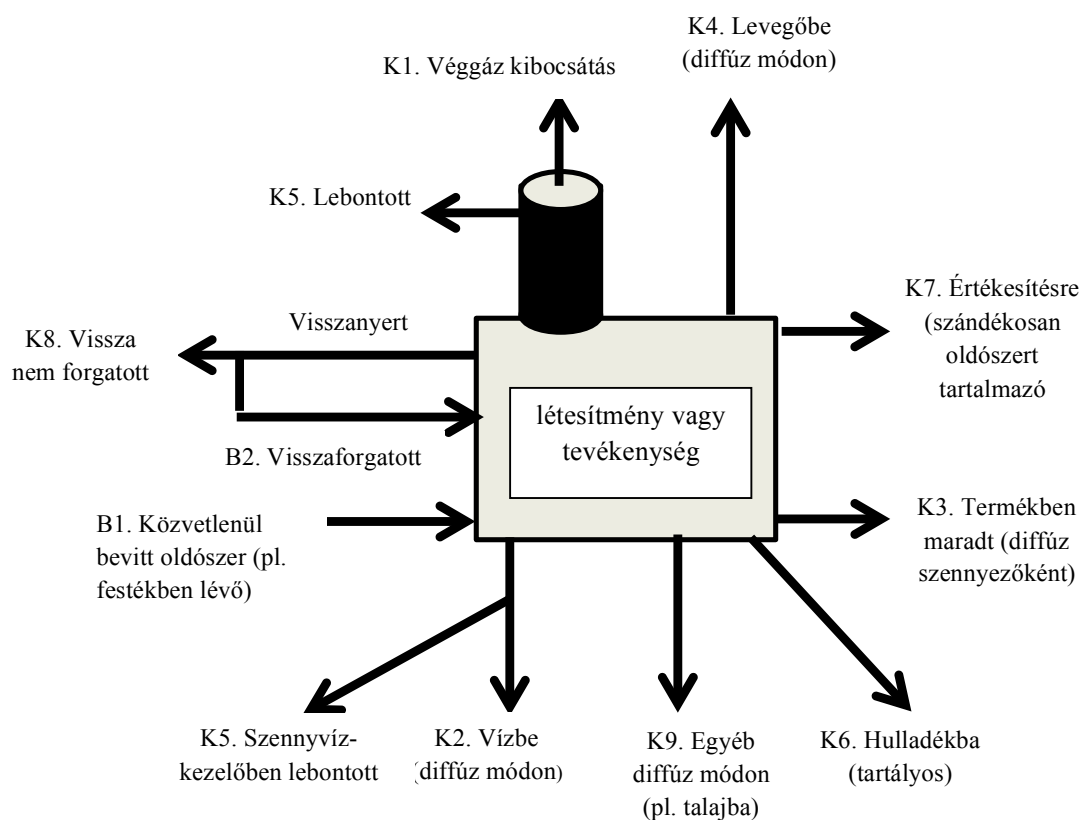 K4. Levegőbe
(diffúz módon)
K1. Véggáz kibocsátás
K5. Lebontott
K7. Értékesítésre
(szándékosan
oldószert
tartalmazó
Visszanyert
K8. Vissza
nem forgatott
létesítmény vagy
tevékenység
B2. Visszaforgatott
B1. Közvetlenül
bevitt oldószer (pl.
festékben lévő)
K3. Termékben
maradt (diffúz
szennyezőként)
K5. Szennyvíz-
kezelőben lebontott
K2. Vízbe
(diffúz módon)
K9. Egyéb
diffúz módon
(pl. talajba)
K6. Hulladékba
(tartályos)